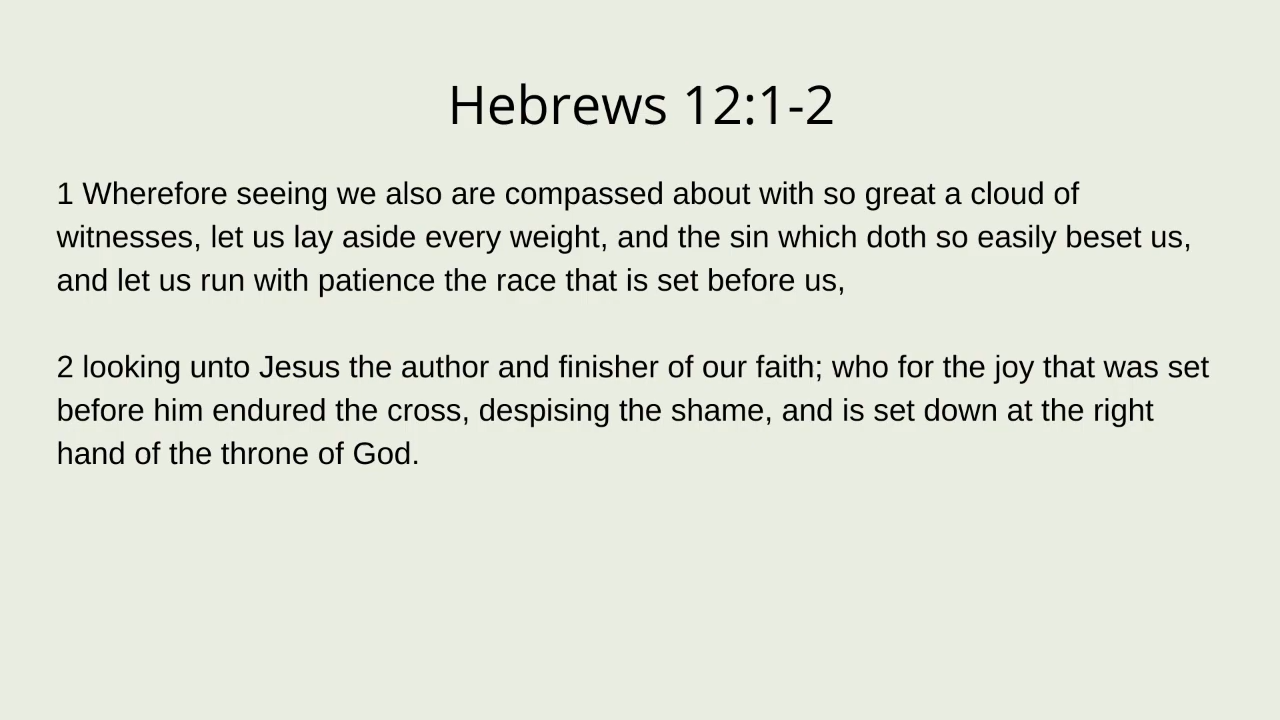 Hebrews 12:1-2
1 Wherefore seeing we also are compassed about with so great a cloud of
witnesses, let us lay aside every weight, and the sin which doth so easily beset us,
and let us run with patience the race that is set before us,
2 looking unto Jesus the author and finisher of our faith; who for the joy that was set
before him endured the cross, despising the shame, and is set down at the right
hand of the throne of God.